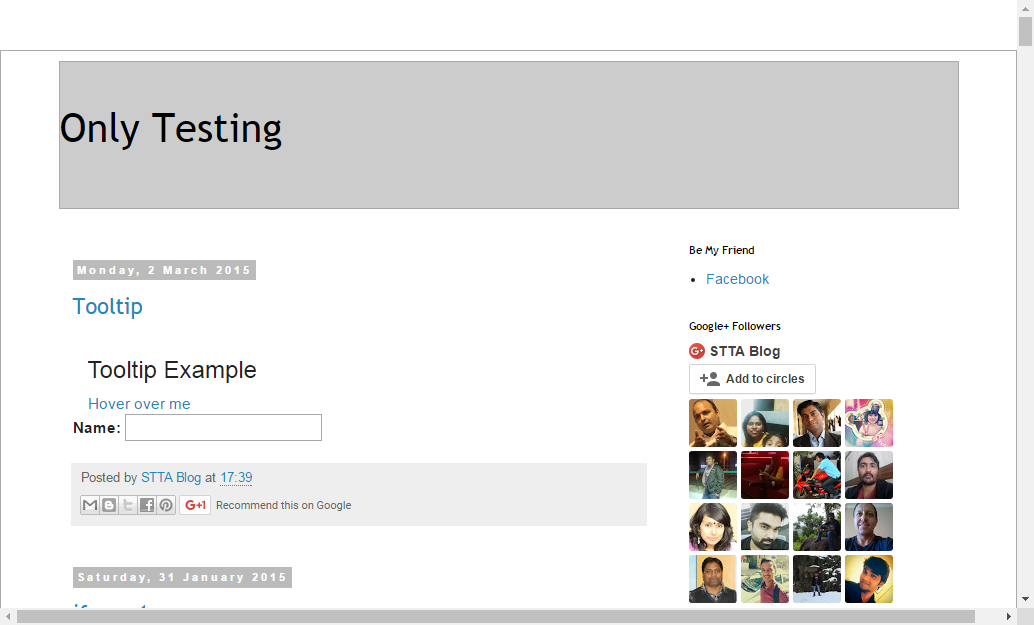 Only Testing
Monday, 2 March 2015
Tooltip
Tooltip Example
Hover over me
Name:
Posted by STTA Blog at 17:39
G+1 Recommend this on Google
Saturday, 31 January 2015
Be My Friend
Facebook
Google+ Followers
G+ STTA Blog
Add to circles